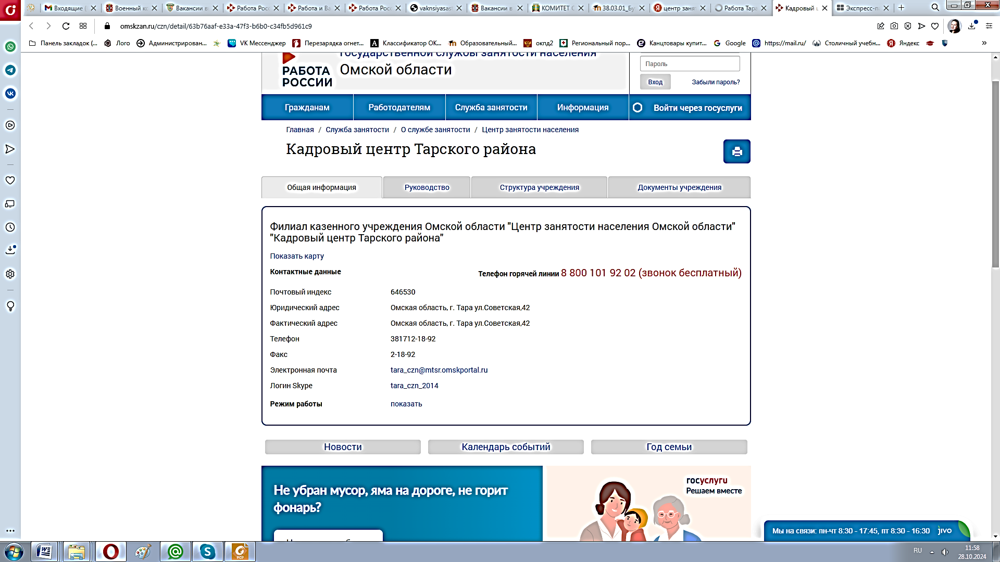 Входящие (
Военный к
Вакансии в
Работа Рос
Работа и Ва
Работа Рос
vaknsiyasas
Вакансии в
КОМИТЕТ С
38.03.01_Бу
центр заня
Работа Тара
Кадровый ц
Экспресс-п
omskzan.ru/czn/detail/63b76aaf-e33a-47f3-b6b0-c34fb5d961c9
Панель закладок (...
Лого
Администрирован...
VK Мессенджер
Перезарядка огнет...
Классификатор ОК...
Образовательный...
окпд2
Региональный пор...
Канцтовары купит...
Google
https://mail.ru/
Столичный учебн...
Яндекс
»
государственной службы занятости населения
Омской области
РАБОТА
РОССИИ
Пароль
Вход
Забыли пароль?
Гражданам
Работодателям
Служба занятости
Информация
Войти через госуслуги
Главная / Служба занятости / О службе занятости / Центр занятости населения
Кадровый центр Тарского района
Общая информация
Руководство
Структура учреждения
Документы учреждения
Филиал казенного учреждения Омской области "Центр занятости населения Омской области"
"Кадровый центр Тарского района"
Показать карту
Контактные данные
Телефон горячей линии 8 800 101 92 02 (звонок бесплатный)
Почтовый индекс 646530
Юридический адрес Омская область, г. Тара ул.Советская,42
Фактический адрес Омская область, г. Тара ул.Советская,42
Телефон 381712-18-92
Факс 2-18-92
Электронная почта tara_czn@mtsr.omskportal.ru
Логин Skype tara_czn_2014
Режим работы показать
Новости
Календарь событий
Год семьи
Не убран мусор, яма на дороге, не горит
фонарь?
госуслуги
Решаем вместе
Мы на связи: пн-чт 8:30 - 17:45, пт 8:30 - 16:30 jivo
RU
11:58
28.10.2024